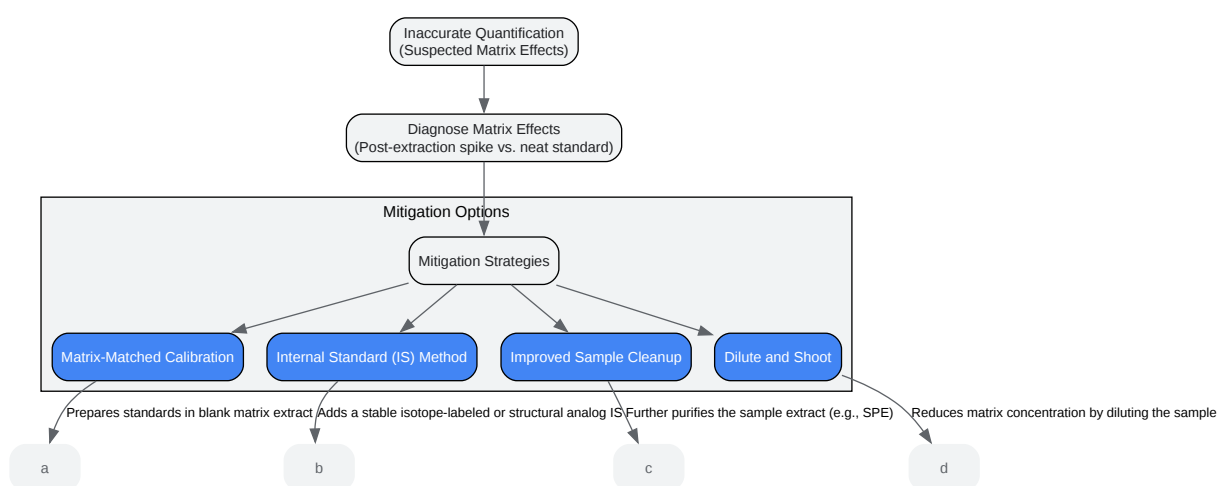 Inaccurate Quantification
(Suspected Matrix Effects)
Diagnose Matrix Effects
(Post-extraction spike vs. neat standard)
Mitigation Options
Mitigation Strategies
Matrix-Matched Calibration
Internal Standard (IS) Method
Improved Sample Cleanup
Dilute and Shoot
Prepares standards in blank matrix extract
Adds a stable isotope-labeled or structural analog IS
Further purifies the sample extract (e.g., SPE)
Reduces matrix concentration by diluting the sample
a
b
c
d